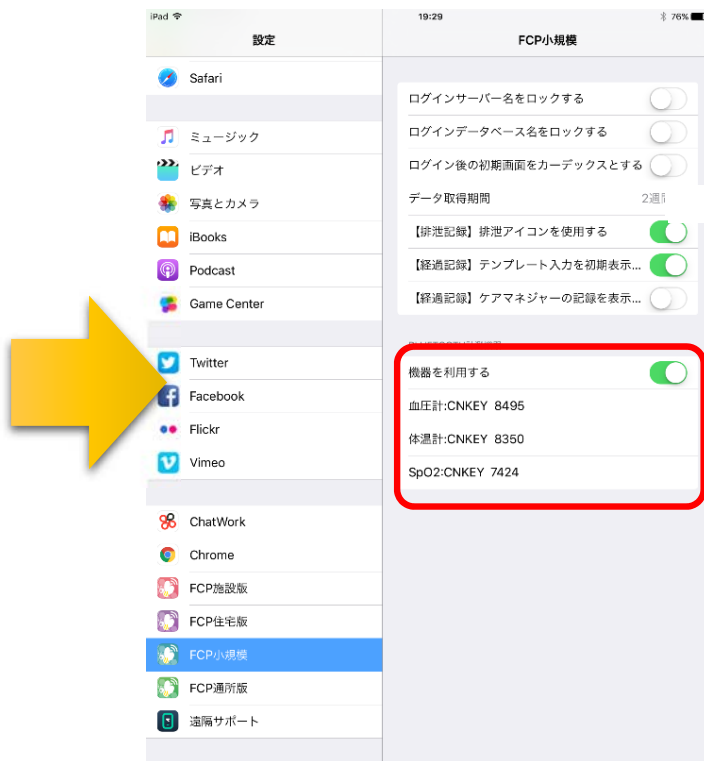 iPad
19:29
76%
設定
FCP小規模
Safari
ミュージック
ビデオ
写真とカメラ
iBooks
Podcast
Game Center
Twitter
Facebook
Flickr
Vimeo
ChatWork
Chrome
FCP施設版
FCP住宅版
FCP小規模
FCP通所版
遠隔サポート
ログインサーバー名をロックする
ログインデータベース名をロックする
ログイン後の初期画面をカーデックスとする
データ取得期間 2週
【排泄記録】排泄アイコンを使用する
【経過記録】テンプレート入力を初期表示...
【経過記録】ケアマネジャーの記録を表示...
機器を利用する
血圧計:CNKEY 8495
体温計:CNKEY 8350
SpO2:CNKEY 7424